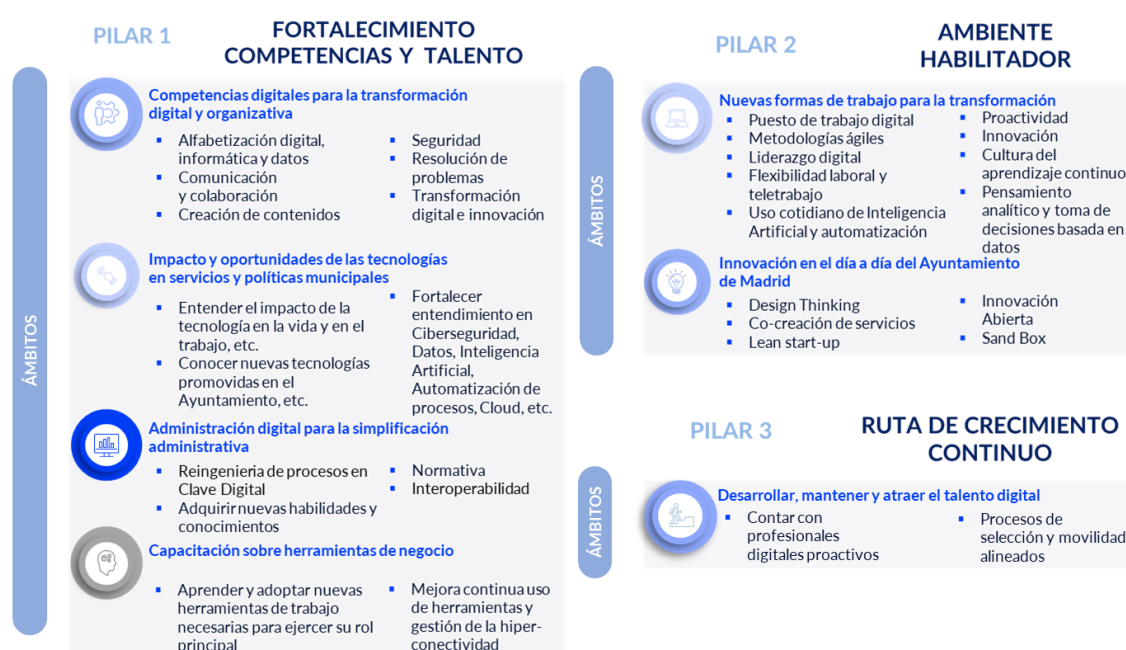 PILAR 1
FORTALECIMIENTO
COMPETENCIAS Y TALENTO
ÁMBITOS
Competencias digitales para la transformación
digital y organizativa
Alfabetización digital,
informática y datos
Comunicación
y colaboración
Creación de contenidos
Seguridad
Resolución de
problemas
Transformación
digital e innovación
Impacto y oportunidades de las tecnologías
en servicios y políticas municipales
Entender el impacto de la
tecnología en la vida y en el
trabajo, etc.
Conocer nuevas tecnologías
promovidas en el
Ayuntamiento, etc.
Fortalecer
entendimiento en
Ciberseguridad,
Datos, Inteligencia
Artificial,
Automatización de
procesos, Cloud, etc.
Administración digital para la simplificación
administrativa
Reingenieria de procesos en
Clave Digital
Adquirir nuevas habilidades y
conocimientos
Normativa
Interoperabilidad
Capacitación sobre herramientas de negocio
Aprender y adoptar nuevas
herramientas de trabajo
necesarias para ejercer su rol
principal
Mejora continua uso
de herramientas y
gestión de la hiper-
conectividad
PILAR 2
AMBIENTE
HABILITADOR
ÁMBITOS
Nuevas formas de trabajo para la transformación
Puesto de trabajo digital
Metodologías ágiles
Liderazgo digital
Flexibilidad laboral y
teletrabajo
Uso cotidiano de Inteligencia
Artificial y automatización
Proactividad
Innovación
Cultura del
aprendizaje continuo
Pensamiento
analítico y toma de
decisiones basada en
datos
Innovación en el día a día del Ayuntamiento
de Madrid
Design Thinking
Co-creación de servicios
Lean start-up
Innovación
Abierta
Sand Box
PILAR 3
RUTA DE CRECIMIENTO
CONTINUO
ÁMBITOS
Desarrollar, mantener y atraer el talento digital
Contar con
profesionales
digitales proactivos
Procesos de
selección y movilidad
alineados